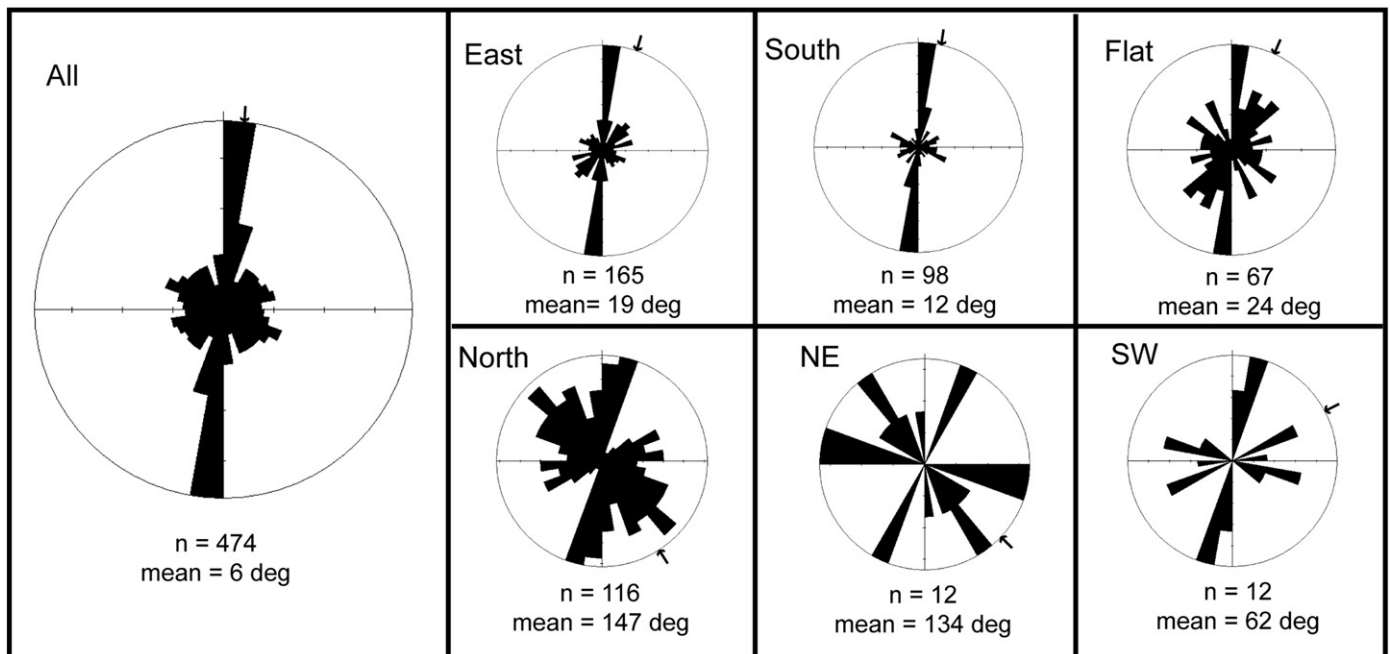 All
n = 474
mean = 6 deg
East
n = 165
mean= 19 deg
South
n = 98
mean = 12 deg
Flat
n = 67
mean = 24 deg
North
n = 116
mean = 147 deg
NE
n = 12
mean = 134 deg
SW
n = 12
mean = 62 deg